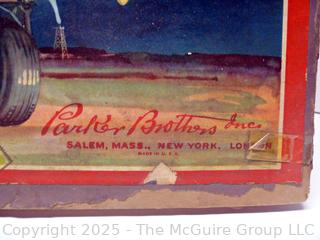 Parker Brothers Inc.
SALEM, MASS., NEW YORK, LONDON
MADE IN U.S.A.
Copyright © 2025 - The McGuire Group LLC